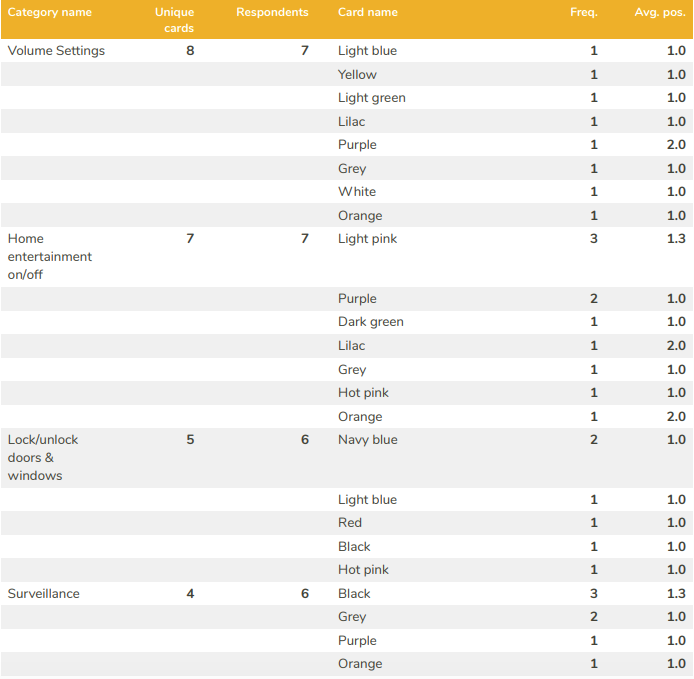 Category name Unique cards Respondents Card name Freq. Avg. pos.
Volume Settings 8 7 Light blue 1 1.0
Yellow 1 1.0
Light green 1 1.0
Lilac 1 1.0
Purple 1 2.0
Grey 1 1.0
White 1 1.0
Orange 1 1.0
Home entertainment on/off 7 7 Light pink 3 1.3
Purple 2 1.0
Dark green 1 1.0
Lilac 1 2.0
Grey 1 1.0
Hot pink 1 1.0
Orange 1 2.0
Lock/unlock doors & windows 5 6 Navy blue 2 1.0
Light blue 1 1.0
Red 1 1.0
Black 1 1.0
Hot pink 1 1.0
Surveillance 4 6 Black 3 1.3
Grey 2 1.0
Purple 1 1.0
Orange 1 1.0